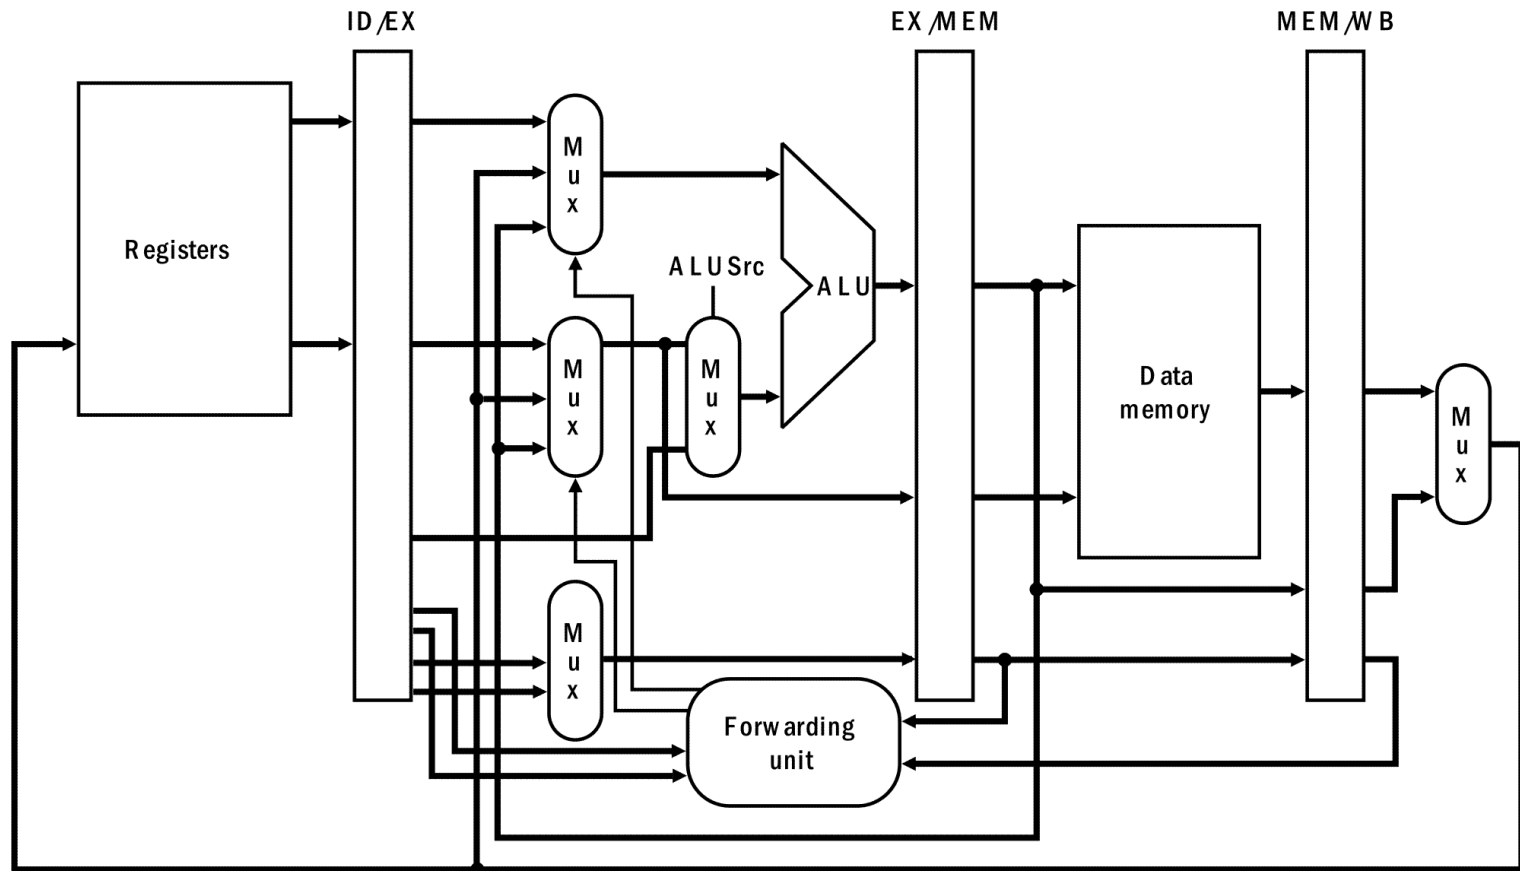 ID/EX
EX/MEM
MEM/WB
M
u
x
Registers
ALUSrc
ALU
M
u
x
M
u
x
Data
memory
M
u
x
M
u
x
Forwarding
unit